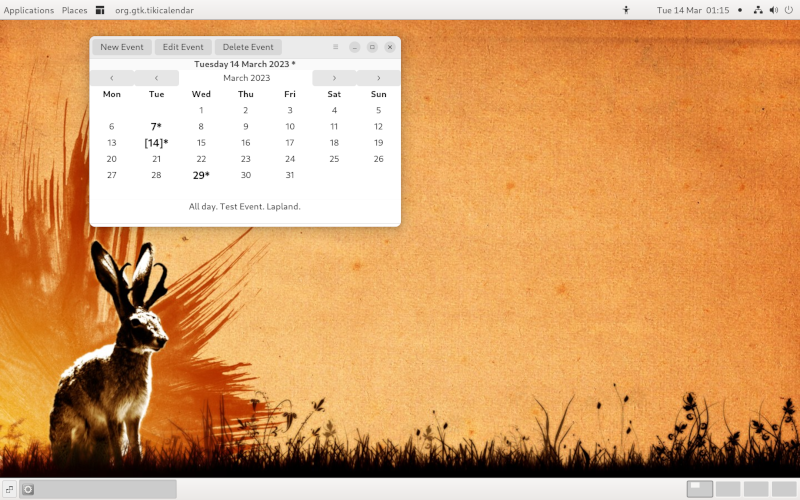 Applications Places org.gtk.tikicalendar Tue 14 Mar 01:15
New Event Edit Event Delete Event
Tuesday 14 March 2023 *
< < March 2023 > >
Mon Tue Wed Thu Fri Sat Sun
1 2 3 4 5
6 7* 8 9 10 11 12
13 [14]* 15 16 17 18 19
20 21 22 23 24 25 26
27 28 29* 30 31
All day. Test Event. Lapland.